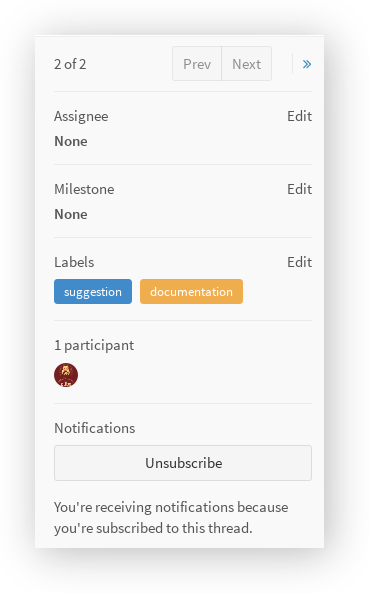 2 of 2
Prev Next »
Assignee Edit
None
Milestone Edit
None
Labels Edit
suggestion documentation
1 participant
Notifications
Unsubscribe
You're receiving notifications because
you're subscribed to this thread.